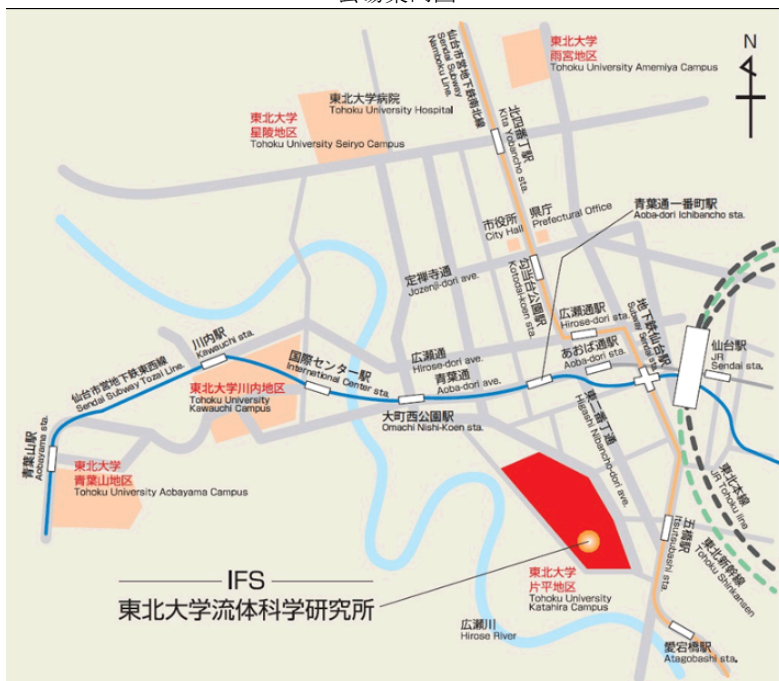 仙台市営地下鉄南北線
Sendai Subway
Namboku Line.
東北大学
雨宮地区
Tohoku University Amemiya Campus
N
東北大学病院
Tohoku University Hospital
東北大学
星陵地区
Tohoku University Seiryo Campus
北四番丁駅
Kita Yobancho sta.
青葉通一番町駅
Aoba-dori Ichibancho sta.
市役所
City Hall
県庁
Prefectural Office
定禅寺通
Jozenji-dori ave.
勾当台公園駅
Kotodai-koen sta.
広瀬通駅
Hirose-dori sta.
地下鉄仙台駅
Subway Sendai sta.
仙台駅
JR
Sendai sta.
あおば通駅
Aoba-dori sta.
川内駅
Kawauchi sta.
国際センター駅
International Center sta.
広瀬通
Hirose-dori ave.
青葉通
Aoba-dori ave.
仙台市営地下鉄東西線
Sendai Subway Tozai Line.
東北大学川内地区
Tohoku University
Kawauchi Campus
大町西公園駅
Omachi Nishi-Koen sta.
東二番丁通
Higashi Nibancho-dori ave.
青葉山駅
Aobayama sta.
東北大学
青葉山地区
Tohoku University Aobayama Campus
東北本線
JR Tohoku line
五橋駅
Itsutsubashi sta.
東北新幹線
Tohoku Shinkansen
IFS
東北大学流体科学研究所
東北大学
片平地区
Tohoku University
Katahira Campus
広瀬川
Hirose River
愛宕橋駅
Atagobashi sta.